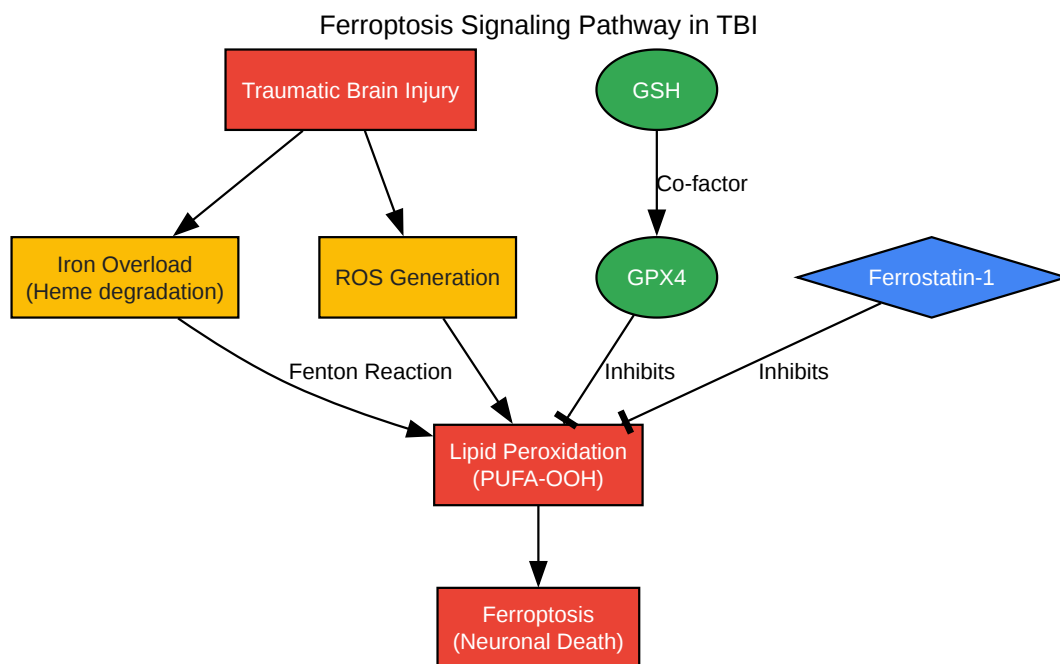 Ferroptosis Signaling Pathway in TBI
Traumatic Brain Injury
GSH
Co-factor
Iron Overload
(Heme degradation)
ROS Generation
GPX4
Ferrostatin-1
Fenton Reaction
Inhibits
Inhibits
Lipid Peroxidation
(PUFA-OOH)
Ferroptosis
(Neuronal Death)